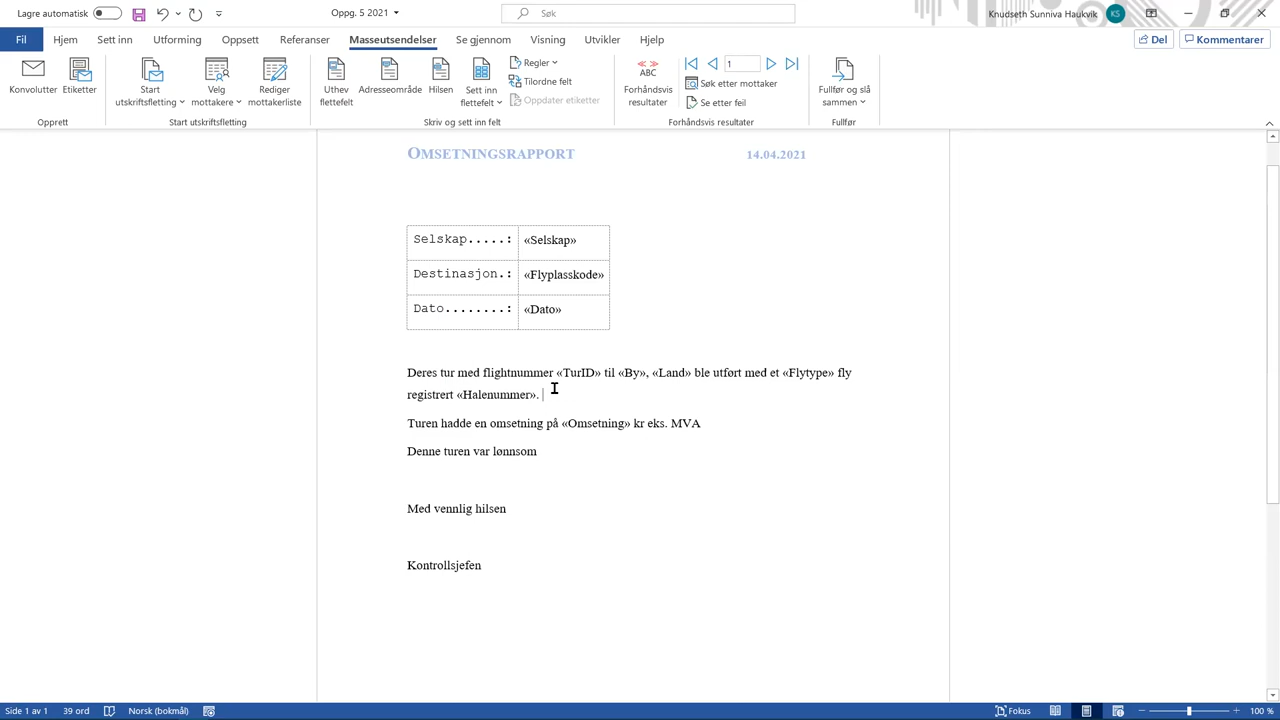 Lagre automatisk
Oppg. 5 2021
Søk
Knudseth Sunniva Haukvik
KS
Fil
Hjem
Sett inn
Utforming
Oppsett
Referanser
Masseutsendelser
Se gjennom
Visning
Utvikler
Hjelp
Del
Kommentarer
Konvolutter
Etiketter
Opprett
Start
utskriftsfletting
Velg
mottakere
Rediger
mottakerliste
Start utskriftsfletting
Uthev
flettefelt
Adresseområde
Hilsen
Sett inn
flettefelt
Regler
Tilordne felt
Oppdater etiketter
Skriv og sett inn felt
ABC
Forhåndsvis
resultater
1
Søk etter mottaker
Se etter feil
Forhåndsvis resultater
Fullfør og slå
sammen
Fullfør
OMSETNINGSRAPPORT 14.04.2021
Selskap.....: «Selskap»
Destinasjon.: «Flyplasskode»
Dato........: «Dato»
Deres tur med flightnummer «TurID» til «By», «Land» ble utført med et «Flytype» fly
registrert «Halenummer».
Turen hadde en omsetning på «Omsetning» kr eks. MVA
Denne turen var lønnsom
Med vennlig hilsen
Kontrollsjefen
Side 1 av 1
39 ord
Norsk (bokmål)
Fokus
100 %